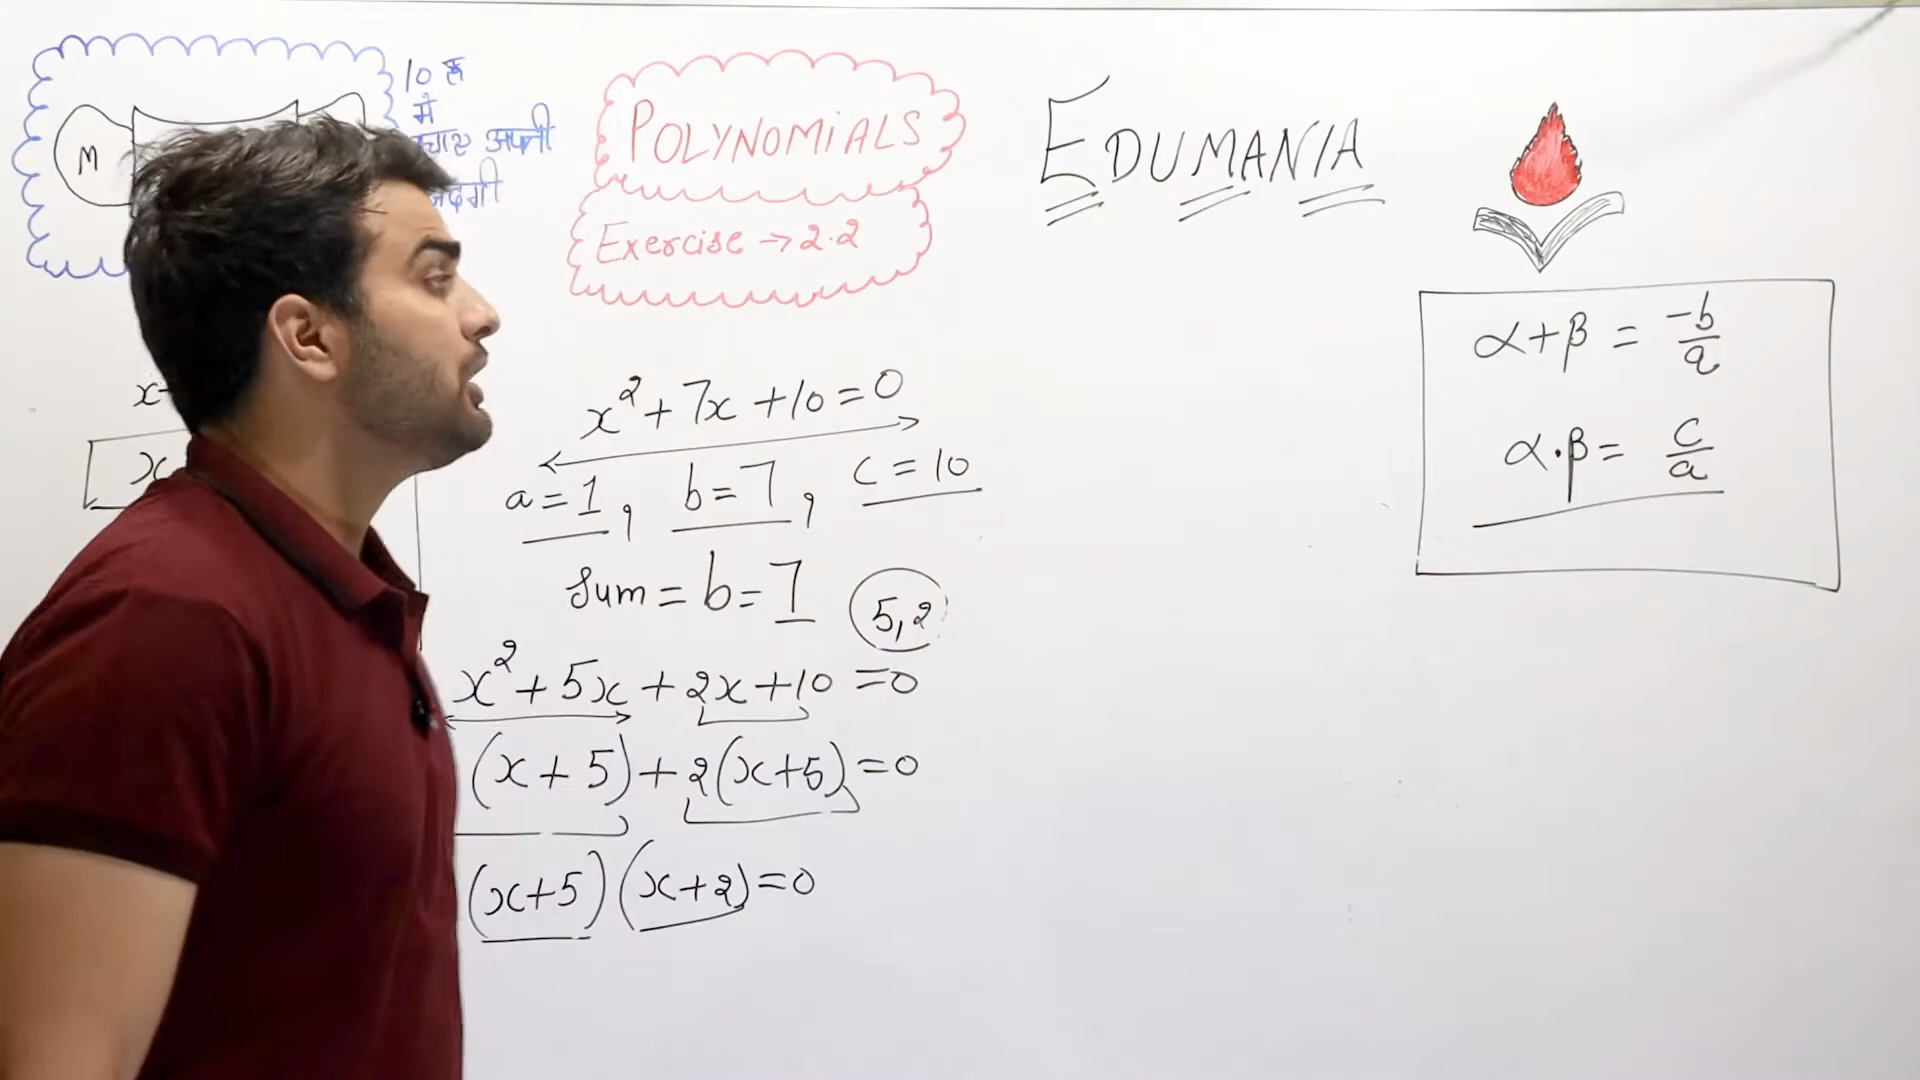 M
10 रु
में
अपनी
POLYNOMIALS
Exercise → 2.2
EDUMANIA
α+β = -b/a
α·β = c/a
x² + 7x + 10 = 0
a = 1, b = 7, c = 10
Sum = b = 7
5,2
x² + 5x + 2x + 10 = 0
(x + 5) + 2(x+5) = 0
(x+5)(x+2) = 0